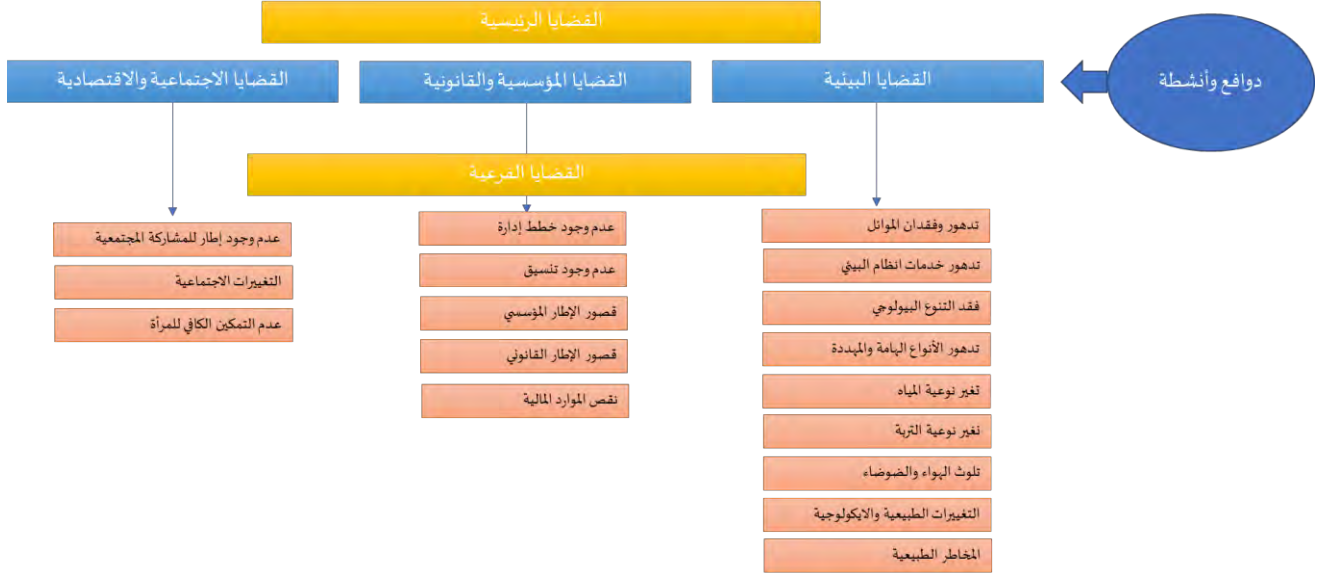 القضايا الرئيسية
دوافع وأنشطة
القضايا البيئية
القضايا المؤسسية والقانونية
القضايا الاجتماعية والاقتصادية
القضايا الفرعية
تدهور وفقدان الموائل
تدهور خدمات انظام البيئي
فقد التنوع البيولوجي
تدهور الأنواع الهامة والمهددة
تغير نوعية المياه
نغير نوعية التربة
تلوث الهواء والضوضاء
التغييرات الطبيعية والايكولوجية
المخاطر الطبيعية
عدم وجود خطط إدارة
عدم وجود تنسيق
قصور الإطار المؤسسي
قصور الإطار القانوني
نقص الموارد المالية
عدم وجود إطار للمشاركة المجتمعية
التغييرات الاجتماعية
عدم التمكين الكافي للمرأة